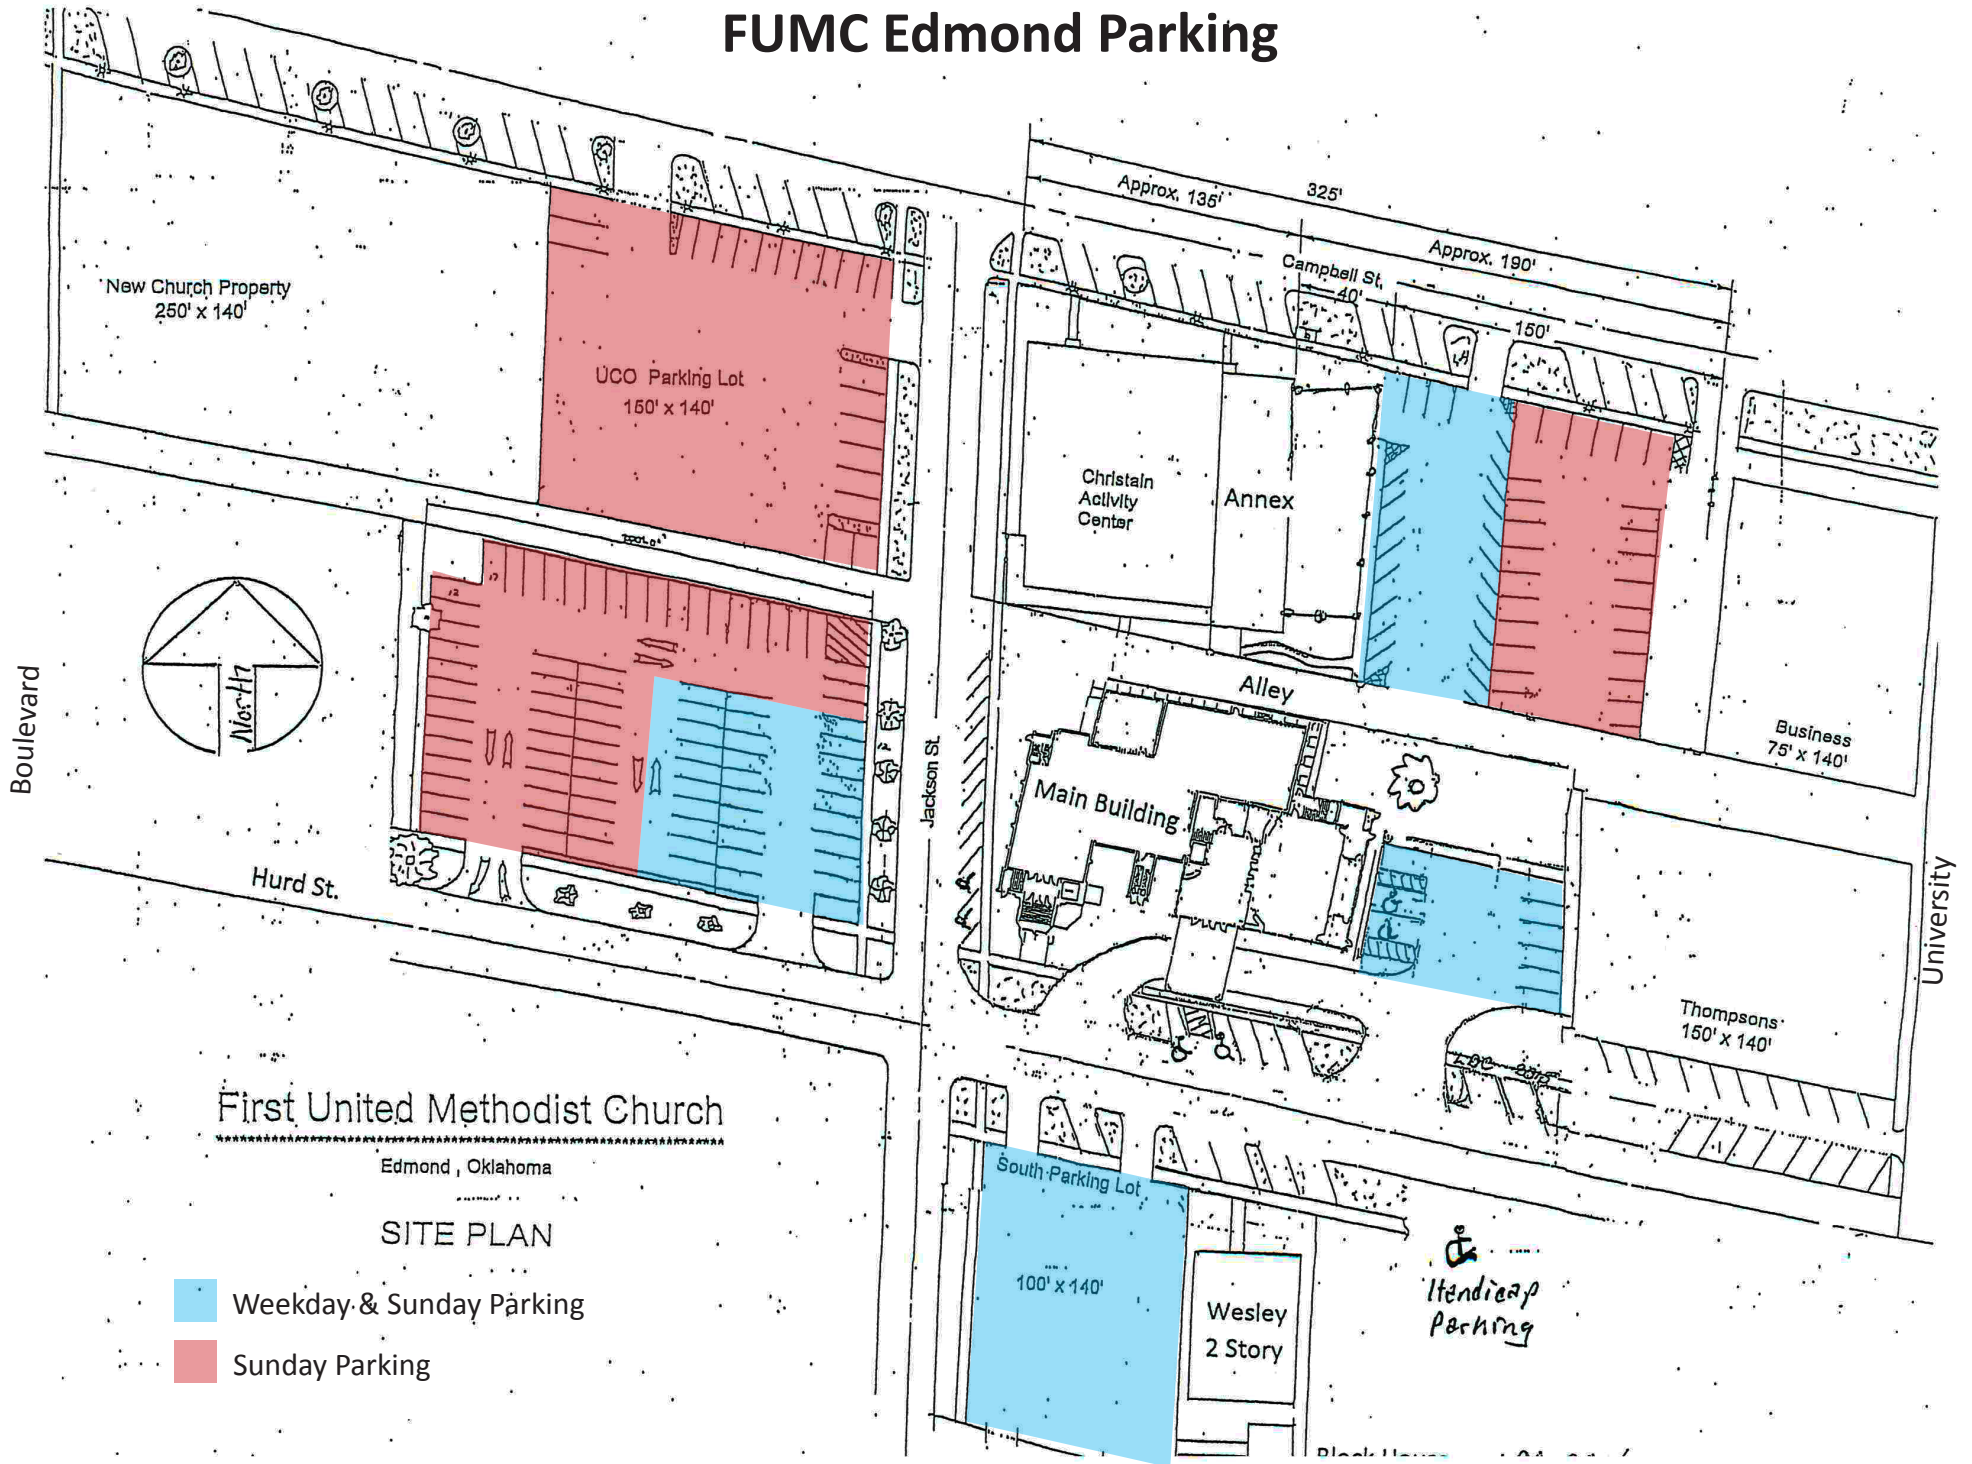 FUMC Edmond Parking
325'
Approx. 135'
Approx. 190'
Campbell St.
40'
150'
New Church Property
250' x 140'
UCO Parking Lot
150' x 140'
Christain
Activity
Center
Annex
17
12
North
Boulevard
Alley
Business
75' x 140'
Jackson St.
12
Main Building
Hurd St.
University
Thompsons
150' x 140'
First United Methodist Church
Edmond , Oklahoma
SITE PLAN
South Parking Lot
100' x 140'
Wesley
2 Story
Handicap
Parking
Weekday & Sunday Parking
Sunday Parking